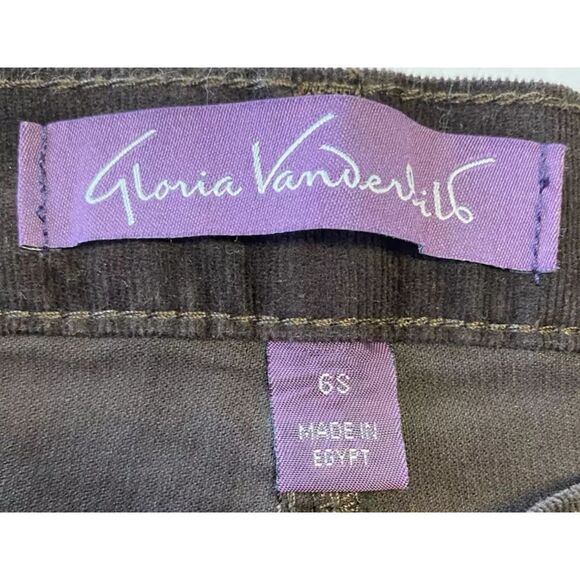 Gloria Vanderbilt
6S
MADE IN
EGYPT